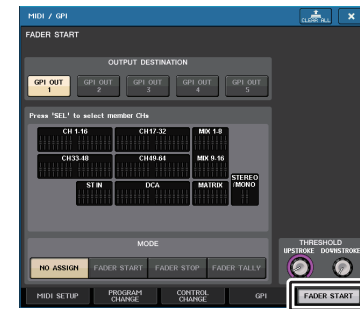 MIDI / GPI
CLEAR ALL
FADER START
OUTPUT DESTINATION
GPI OUT 1
GPI OUT 2
GPI OUT 3
GPI OUT 4
GPI OUT 5
Press 'SEL' to select member CHs
CH 1-16
CH17-32
MIX 1-8
CH33-48
CH49-64
MIX 9-16
STEREO /MONO
ST IN
DCA
MATRIX
MODE
NO ASSIGN
FADER START
FADER STOP
FADER TALLY
THRESHOLD
UPSTROKE DOWNSTROKE
MIDI SETUP
PROGRAM CHANGE
CONTROL CHANGE
GPI
FADER START